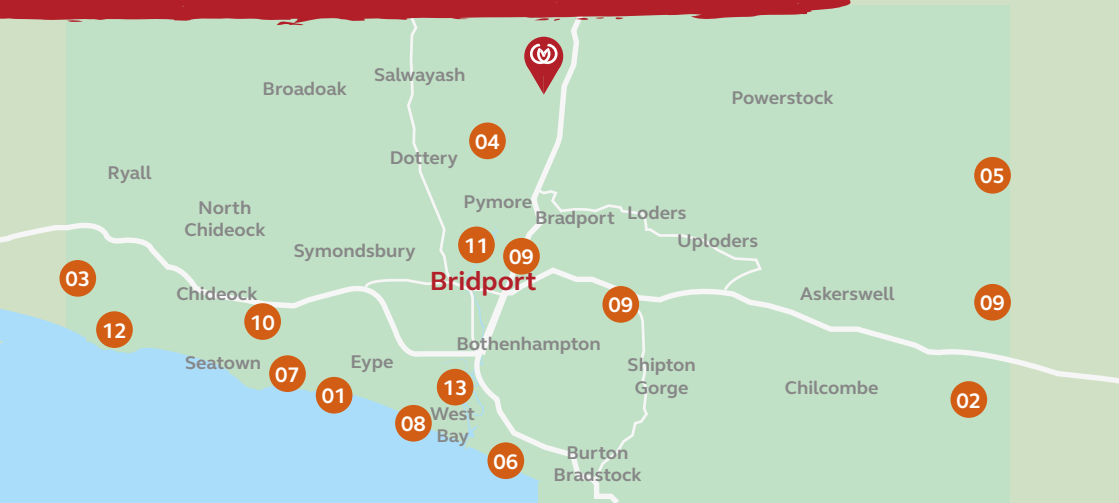 Salwayash
Broadoak
Powerstock
04
Dottery
Ryall
05
Pymore
North
Chideock
Bradport
Loders
Uploders
Symondsbury
11
09
Bridport
03
Chideock
Askerswell
09
09
10
12
Bothenhampton
Seatown
Eype
Shipton
Gorge
07
13
Chilcombe
01
02
08
West
Bay
06
Burton
Bradstock